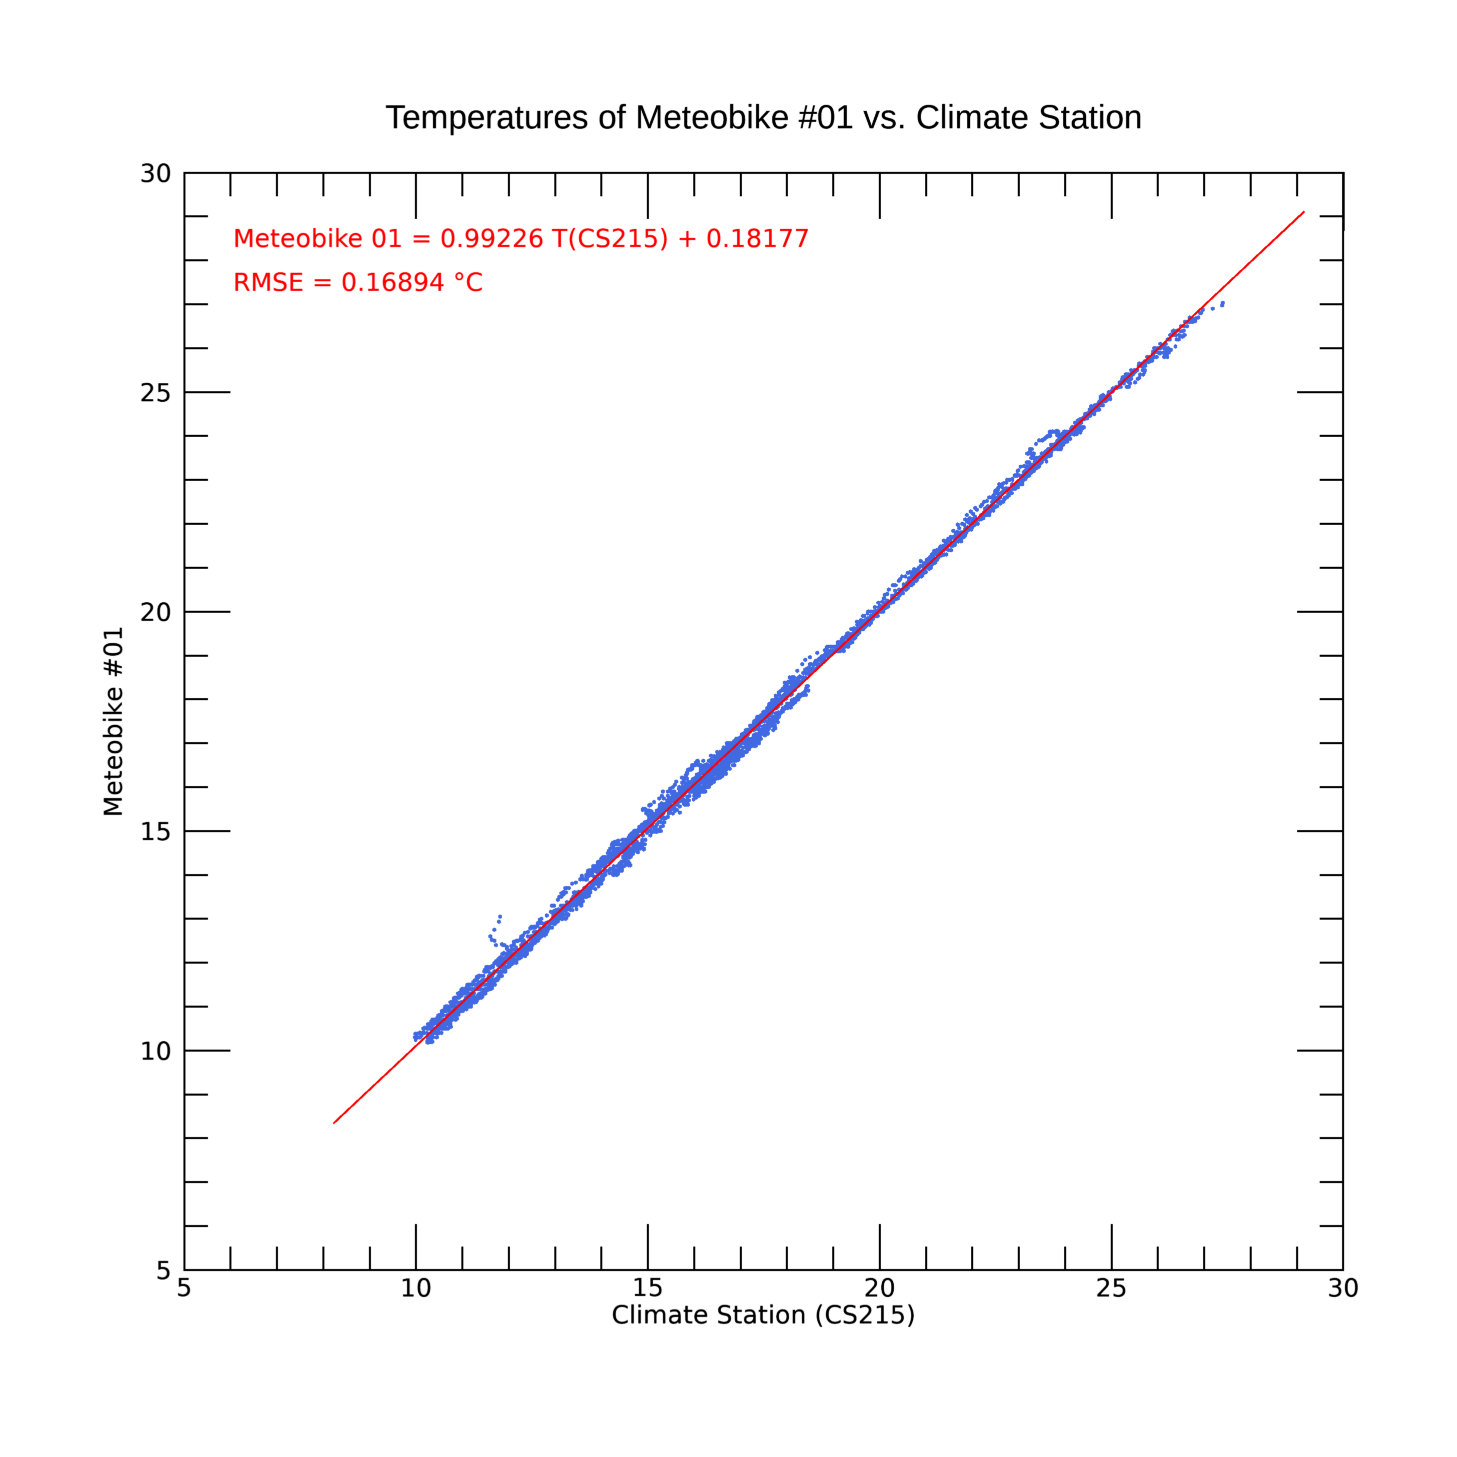 Temperatures of Meteobike #01 vs. Climate Station
30
Meteobike 01 = 0.99226 T(CS215) + 0.18177
RMSE = 0.16894 °C
25
20
Meteobike #01
15
10
5
5 10 15 20 25 30
Climate Station (CS215)